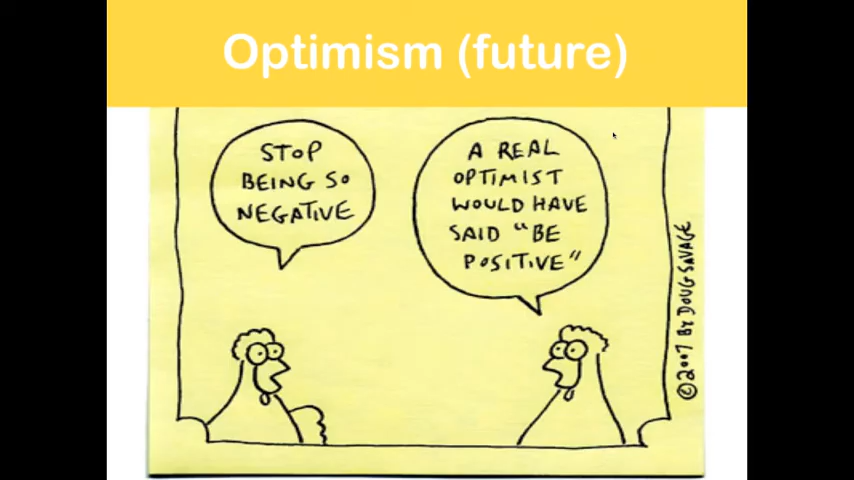 Optimism (future)
STOP
BEING SO
NEGATIVE
A REAL
OPTIMIST
WOULD HAVE
SAID "BE
POSITIVE"
©2007 BY DOUG SAVAGE